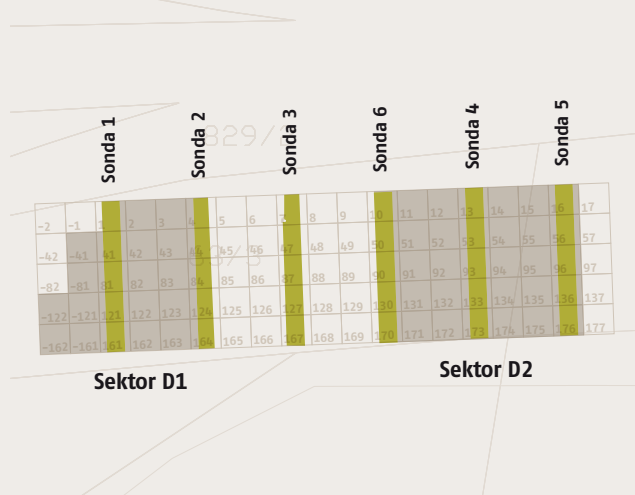 829/
Sonda 1 Sonda 2 Sonda 3 Sonda 6 Sonda 4 Sonda 5
-2 -1 1 2 3 4 5 6 7 8 9 10 11 12 13 14 15 16 17
-42 -41 41 42 43 44 45 46 47 48 49 50 51 52 53 54 55 56 57
-82 -81 81 82 83 84 85 86 87 88 89 90 91 92 93 94 95 96 97
-122 -121 121 122 123 124 125 126 127 128 129 130 131 132 133 134 135 136 137
-162 -161 161 162 163 164 165 166 167 168 169 170 171 172 173 174 175 176 177
Sektor D1
Sektor D2